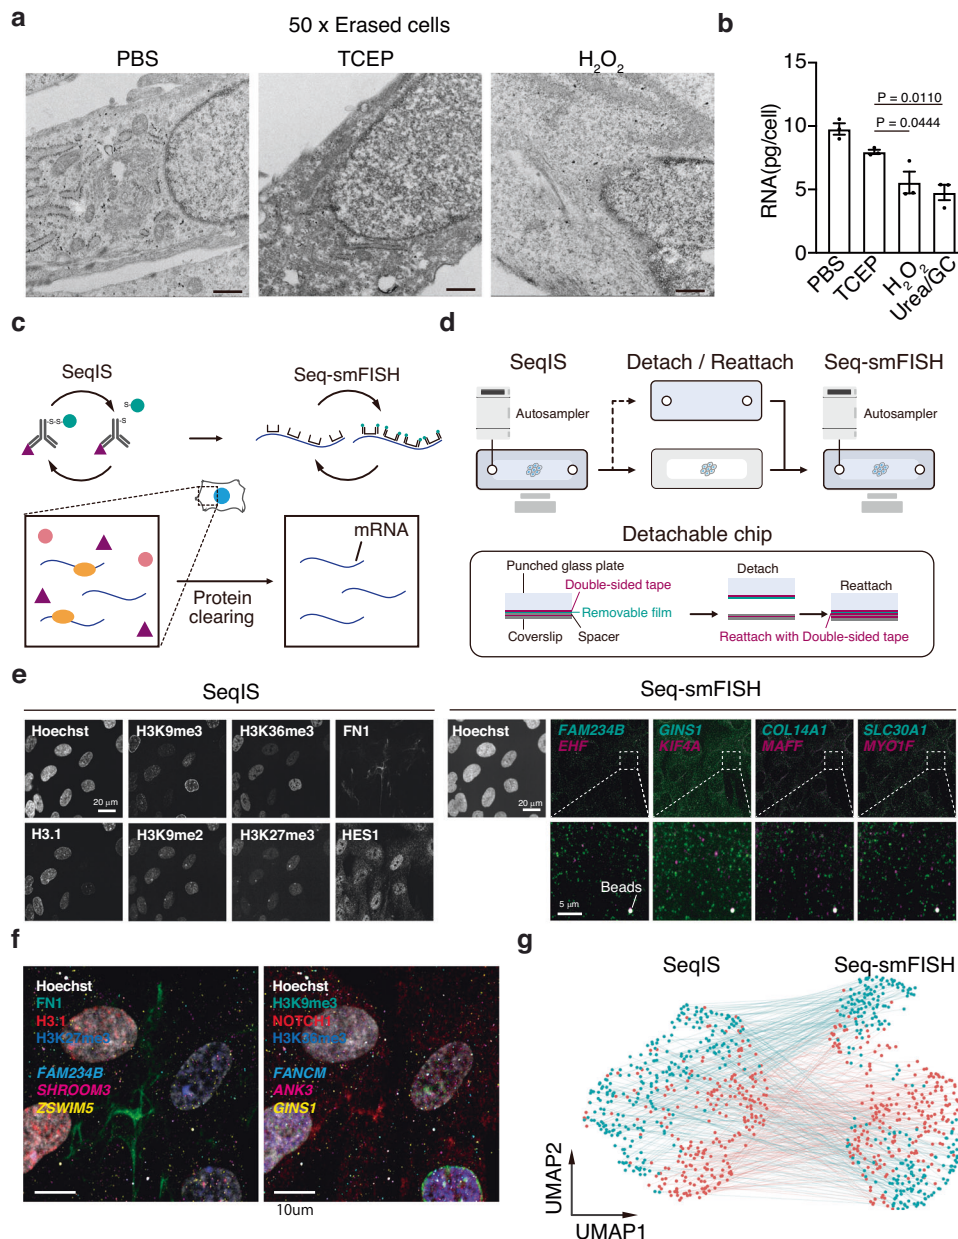 a
50 x Erased cells
PBS
TCEP
H2O2
b
15
10
5
0
RNA(pg/cell)
P = 0.0110
P = 0.0444
PBS
TCEP
H2O2
Urea/GC
c
SeqIS
Seq-smFISH
S
S-S
S
mRNA
Protein
clearing
d
SeqIS
Detach / Reattach
Seq-smFISH
Autosampler
Autosampler
Detachable chip
Punched glass plate
Double-sided tape
Removable film
Coverslip
Spacer
Detach
Reattach
Reattach with Double-sided tape
e
SeqIS
Hoechst
H3K9me3
H3K36me3
FN1
20 µm
H3.1
H3K9me2
H3K27me3
HES1
Seq-smFISH
Hoechst
20 µm
FAM234B
EHF
GINS1
KIF4A
COL14A1
MAFF
SLC30A1
MYO1F
Beads
5 µm
f
Hoechst
FN1
H3.1
H3K27me3
FAM234B
SHROOM3
ZSWIM5
Hoechst
H3K9me3
NOTCH1
H3K36me3
FANCM
ANK3
GINS1
10um
g
SeqIS
Seq-smFISH
UMAP2
UMAP1